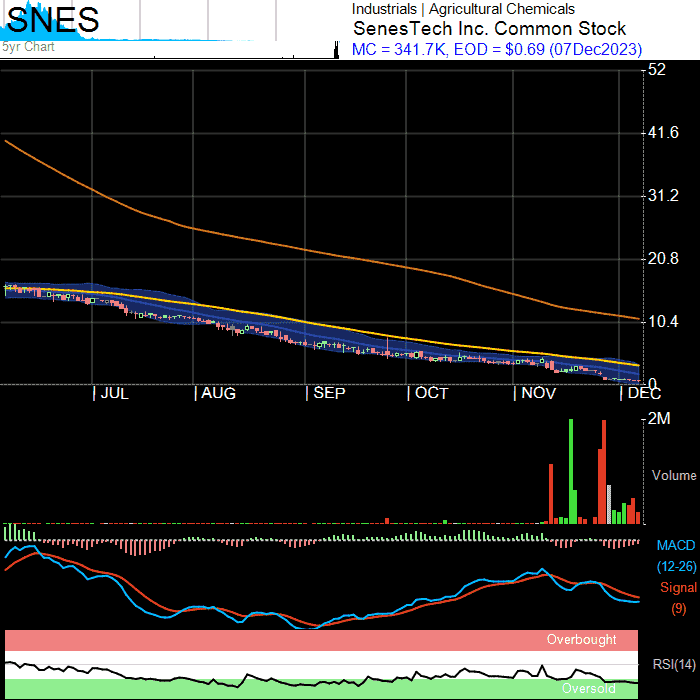 SNES
5yr Chart
Industrials | Agricultural Chemicals
SenesTech Inc. Common Stock
MC = 341.7K, EOD = $0.69 (07Dec2023)
52
41.6
31.2
20.8
10.4
0
| JUL | AUG | SEP | OCT | NOV | DEC
2M
Volume
MACD
(12-26)
Signal
(9)
Overbought
RSI(14)
Oversold